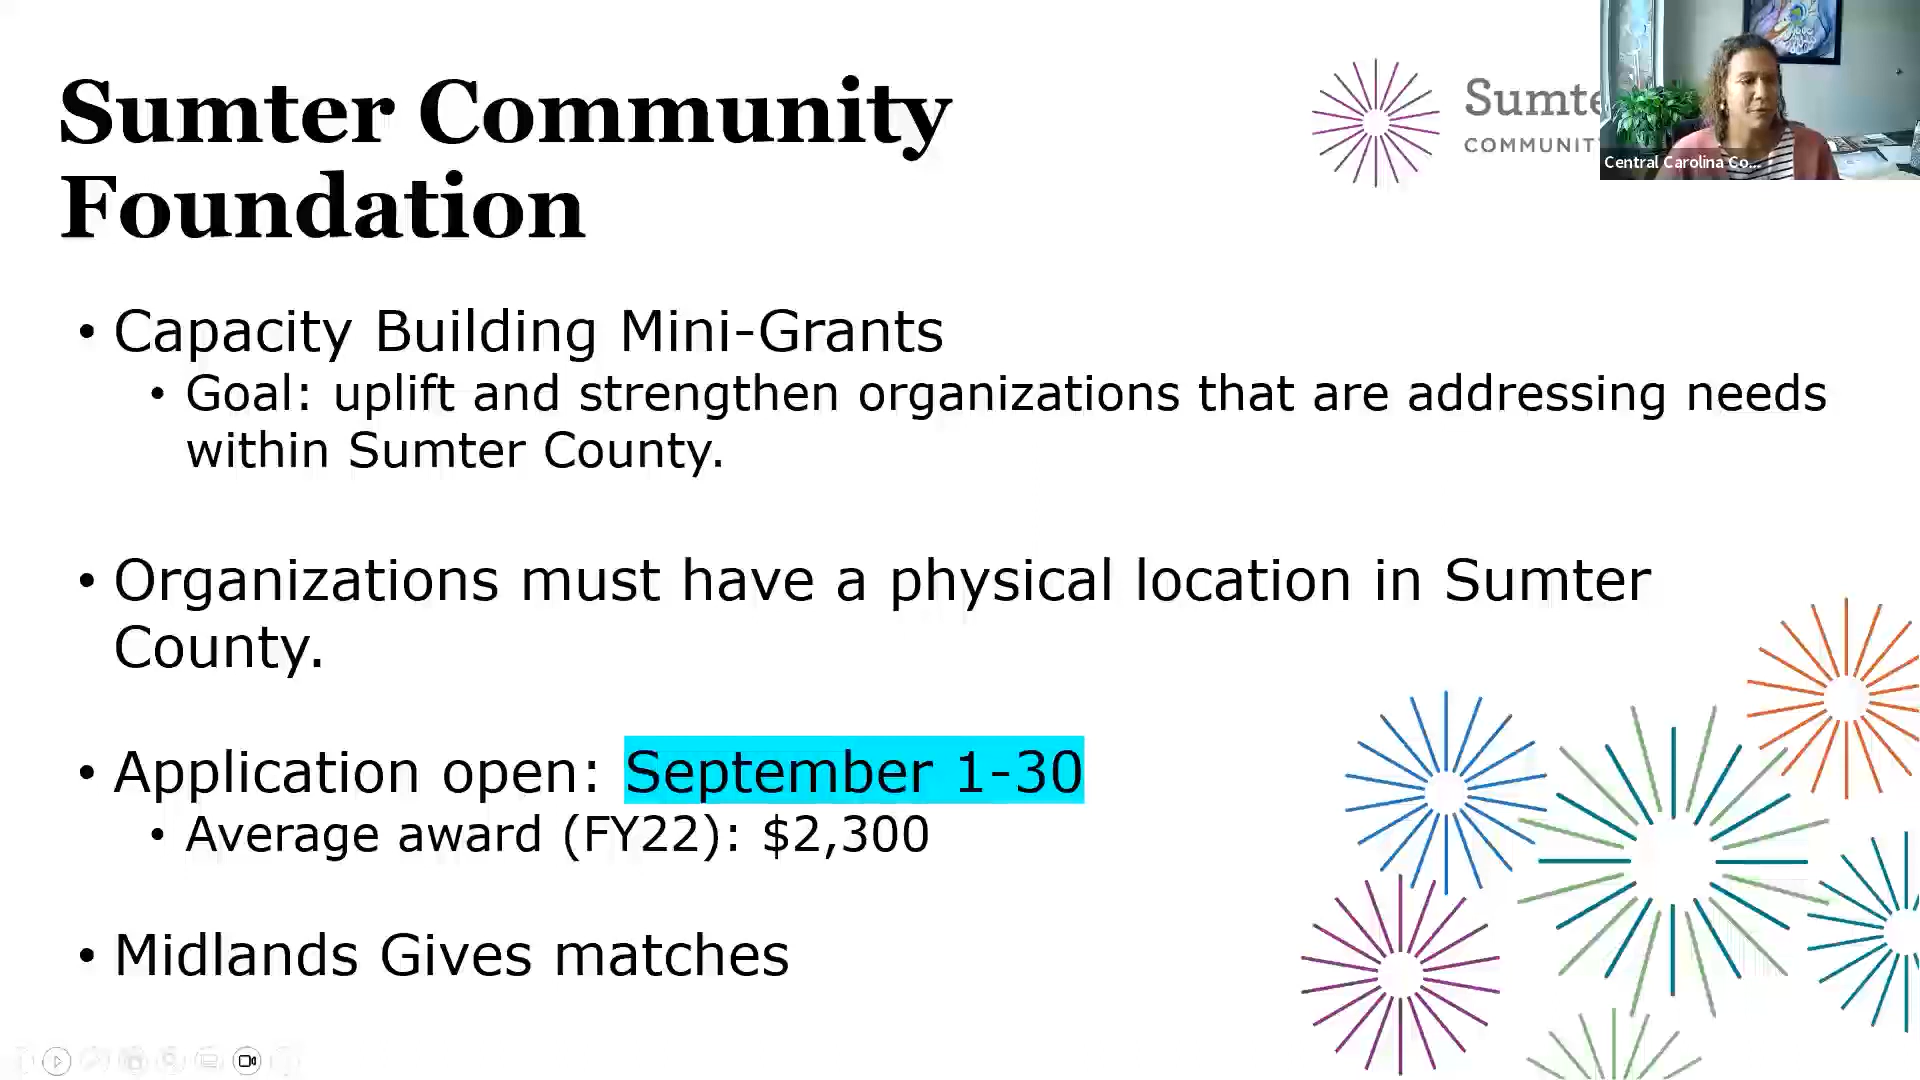 Sumter Community
Foundation
• Capacity Building Mini-Grants
• Goal: uplift and strengthen organizations that are addressing needs
within Sumter County.
• Organizations must have a physical location in Sumter
County.
• Application open: September 1-30
• Average award (FY22): $2,300
• Midlands Gives matches
Central Carolina Co...